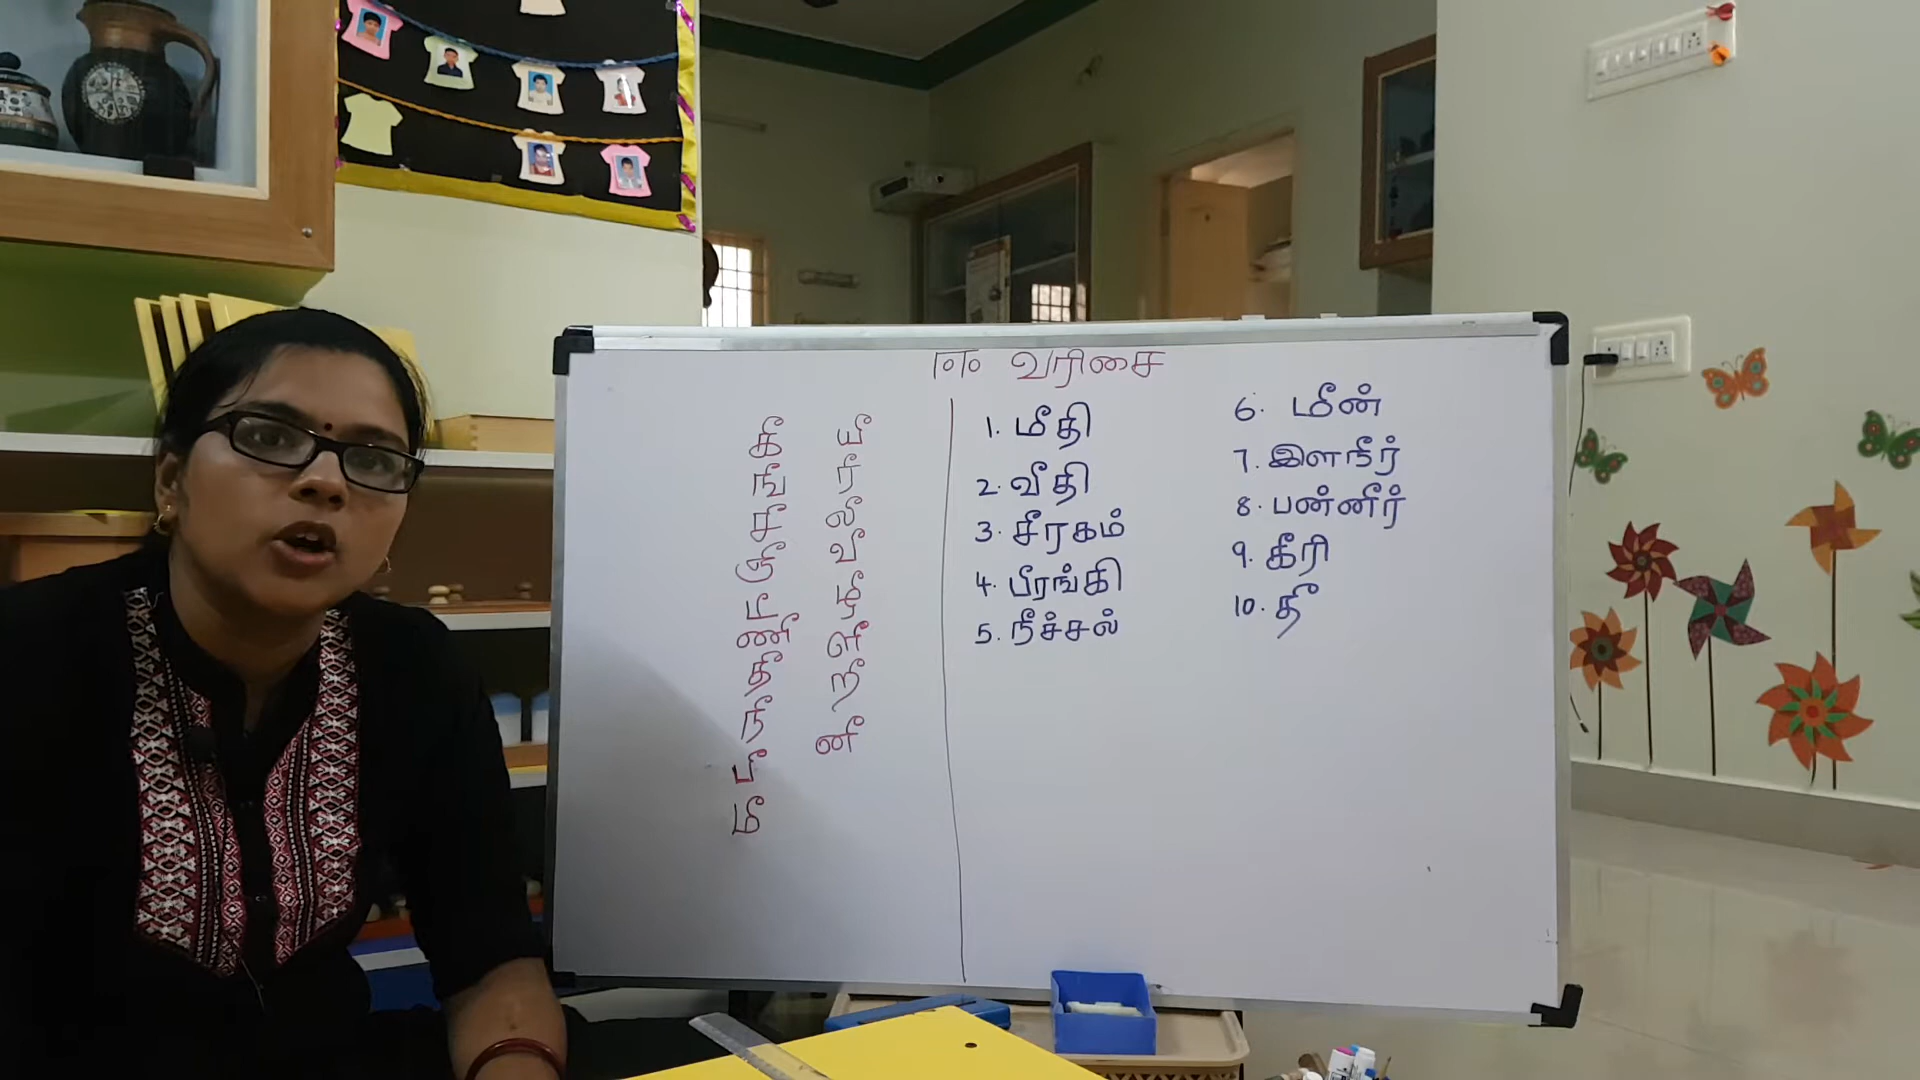 ஈ வரிசை
கீ
ஙீ
சீ
ஞீ
டீ
ணீ
தீ
நீ
பீ
மீ
யீ
ரீ
லீ
வீ
ழீ
ளீ
றீ
னீ
1. மீதி
2. வீதி
3. சீரகம்
4. பீரங்கி
5. நீச்சல்
6. மீன்
7. இளநீர்
8. பன்னீர்
9. கீரி
10. தீ